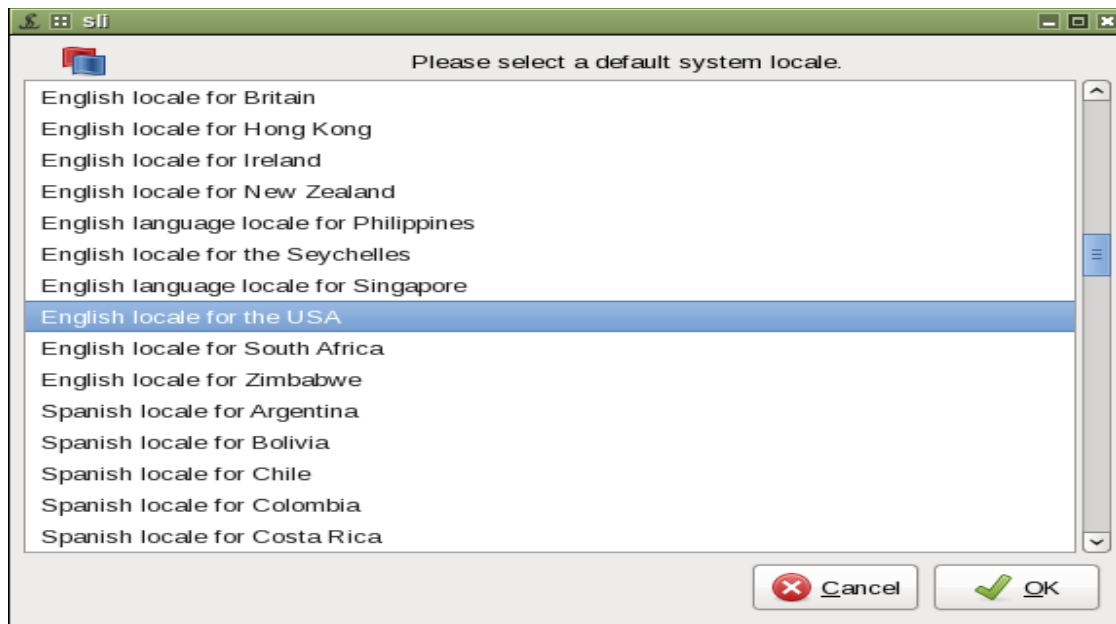 sli
Please select a default system locale.
English locale for Britain
English locale for Hong Kong
English locale for Ireland
English locale for New Zealand
English language locale for Philippines
English locale for the Seychelles
English language locale for Singapore
English locale for the USA
English locale for South Africa
English locale for Zimbabwe
Spanish locale for Argentina
Spanish locale for Bolivia
Spanish locale for Chile
Spanish locale for Colombia
Spanish locale for Costa Rica
Cancel OK